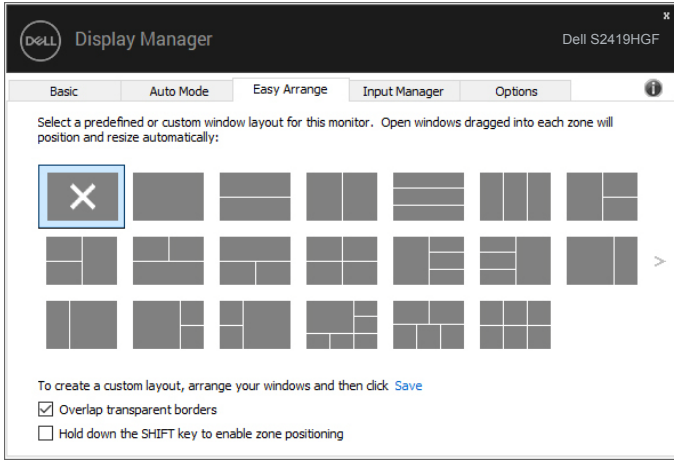 x
DELL Display Manager
Dell S2419HGF
Basic Auto Mode Easy Arrange Input Manager Options i
Select a predefined or custom window layout for this monitor. Open windows dragged into each zone will
position and resize automatically:
>
To create a custom layout, arrange your windows and then click Save
Overlap transparent borders
Hold down the SHIFT key to enable zone positioning